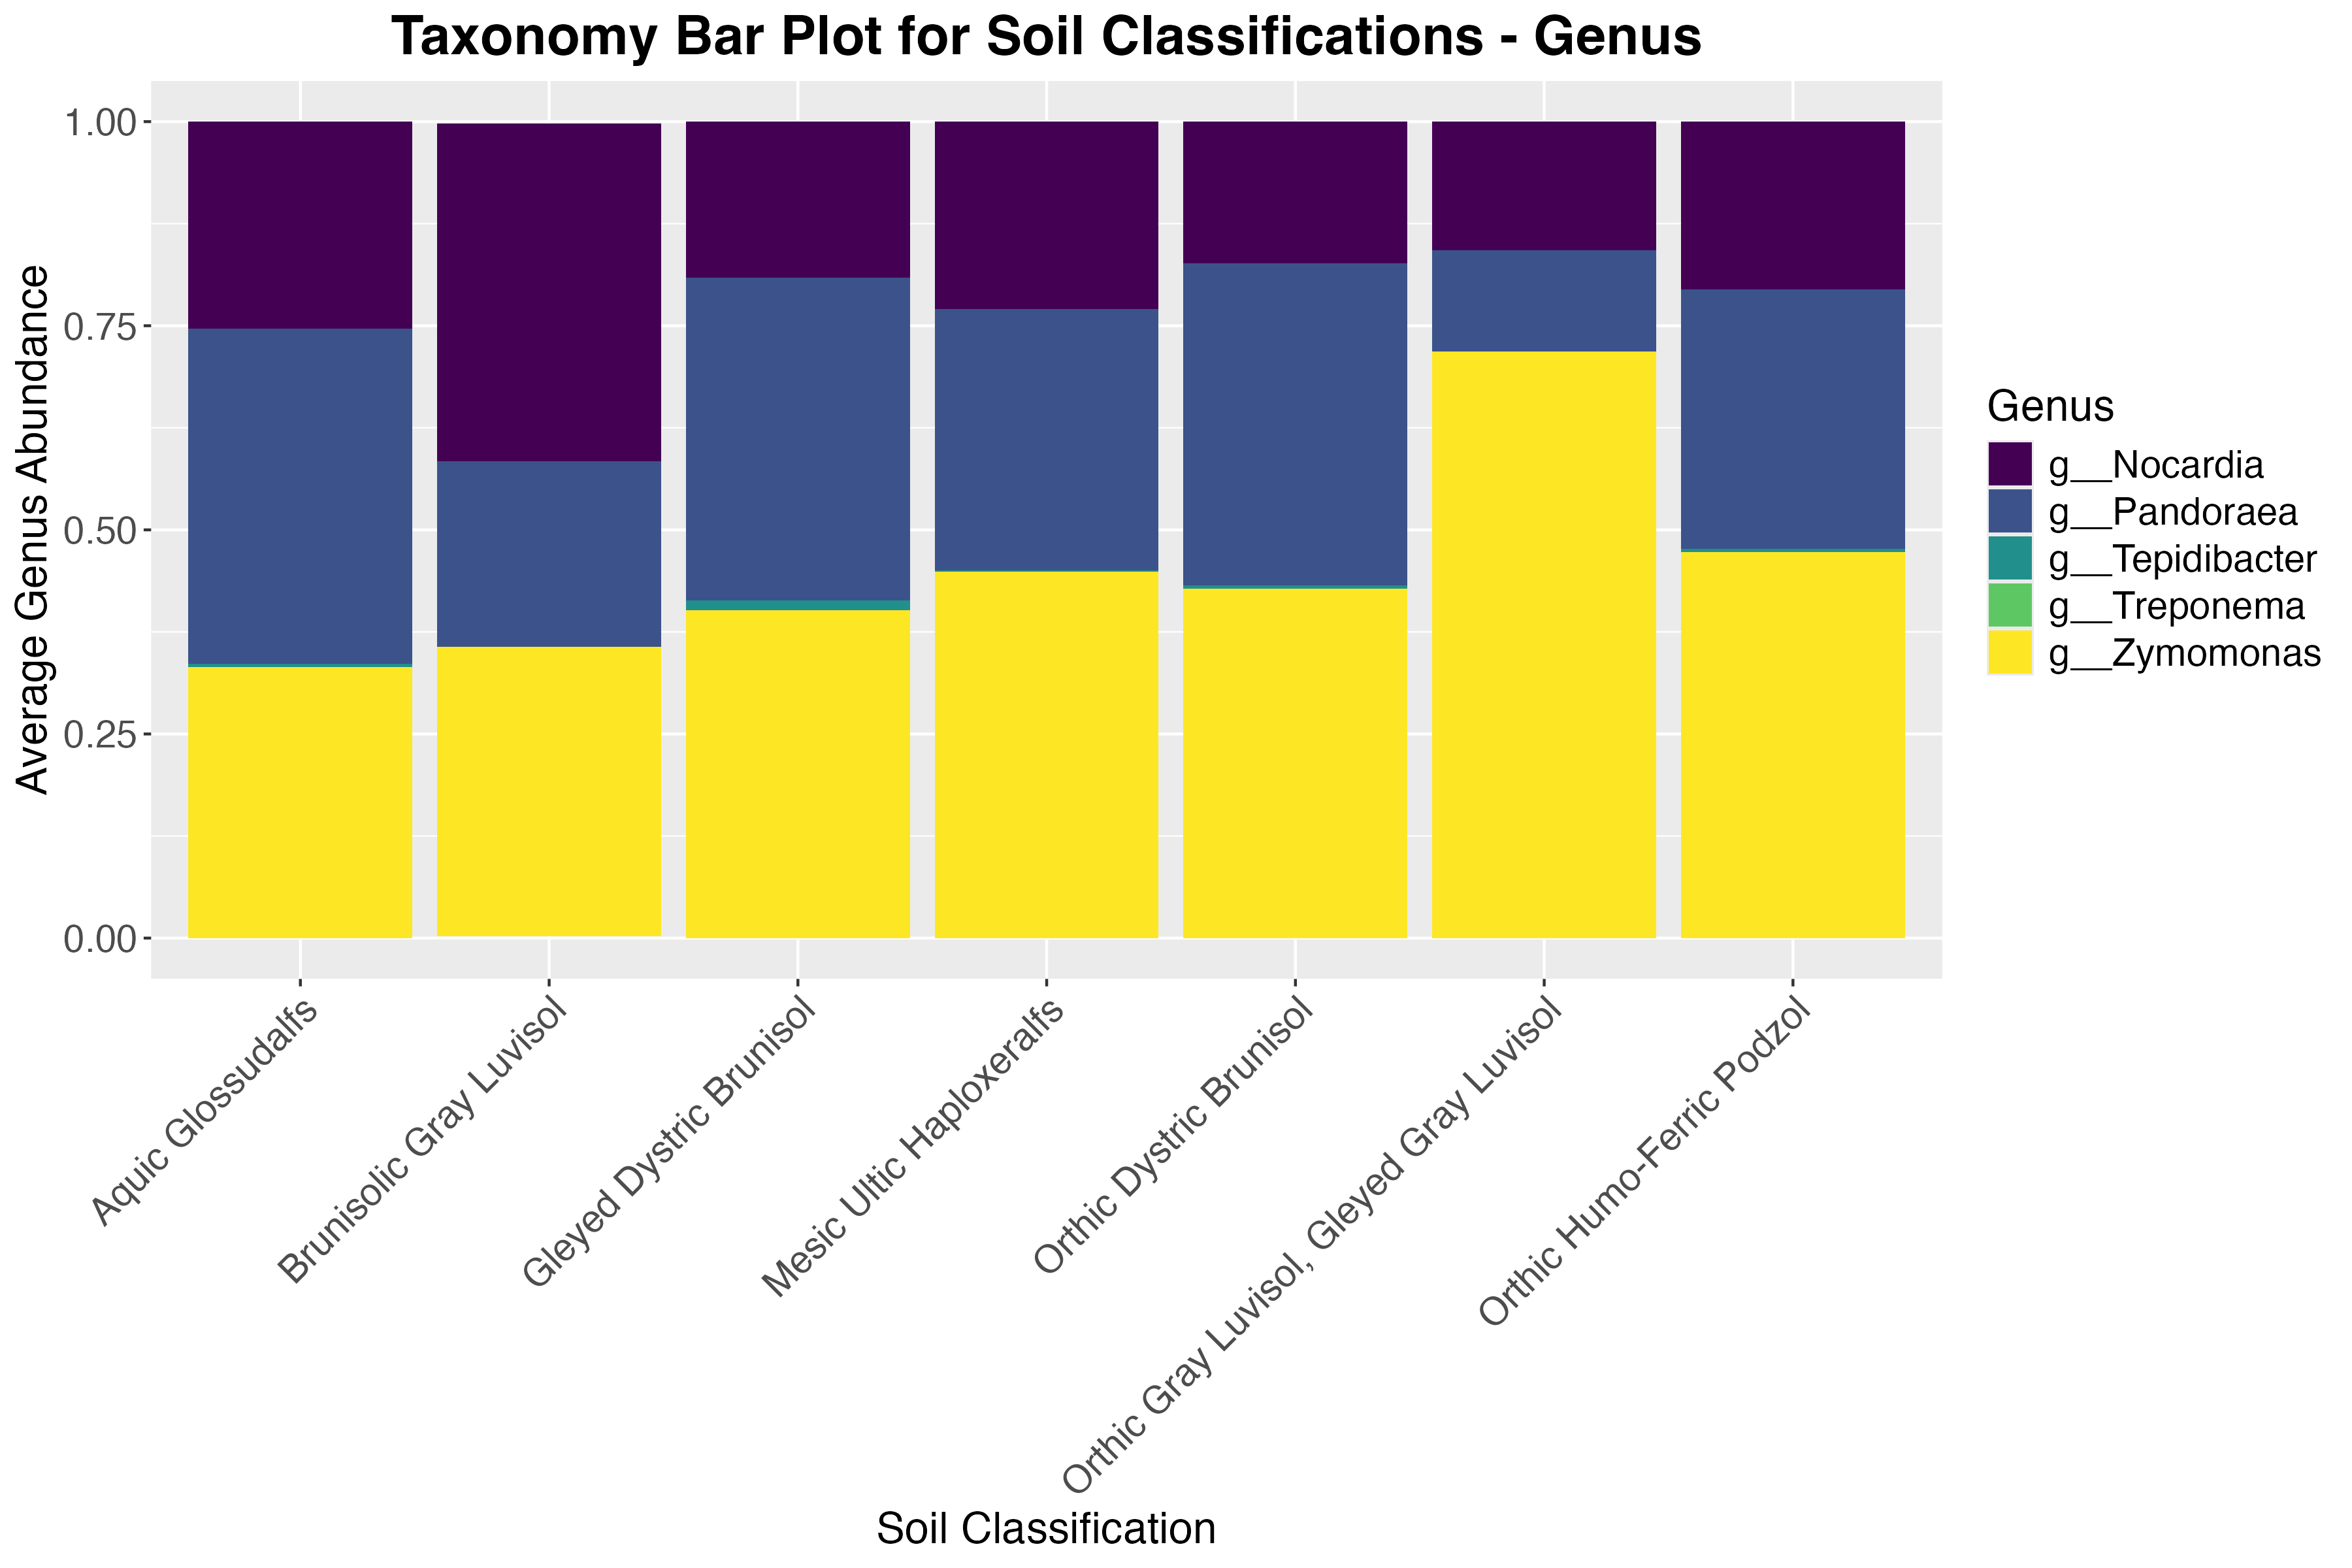 Taxonomy Bar Plot for Soil Classifications - Genus
Average Genus Abundance
1.00
0.75
0.50
0.25
0.00
Aquic Glossudalfs
Brunisolic Gray Luvisol
Gleyed Dystric Brunisol
Mesic Ultic Haploxeralfs
Orthic Dystric Brunisol
Orthic Gray Luvisol, Gleyed Gray Luvisol
Orthic Humo-Ferric Podzol
Soil Classification
Genus
g__Nocardia
g__Pandoraea
g__Tepidibacter
g__Treponema
g__Zymomonas